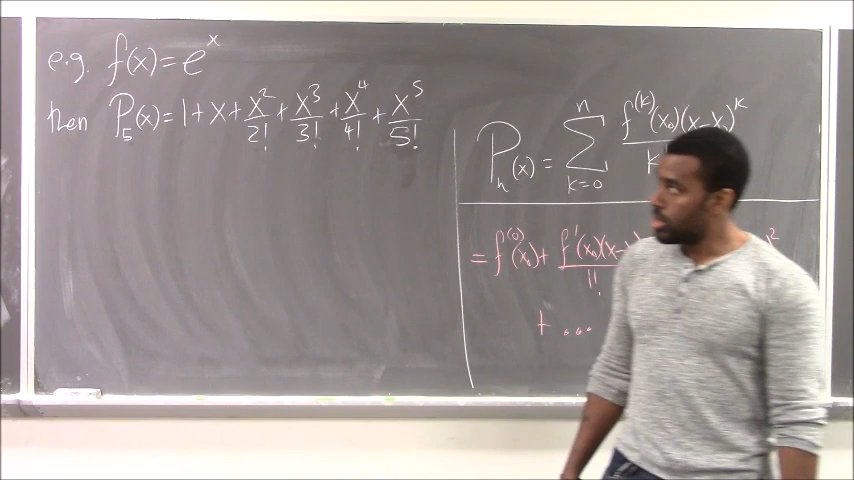 e.g. f(x) = e^x
then P_5(x) = 1 + x + x^2/2! + x^3/3! + x^4/4! + x^5/5!
P_n(x) = Σ_{k=0}^{n} f^(k)(x_0)(x-x_0)^k / k
= f^(0)(x_0) + f'(x_0)(x-x / 1! 2
+ ...